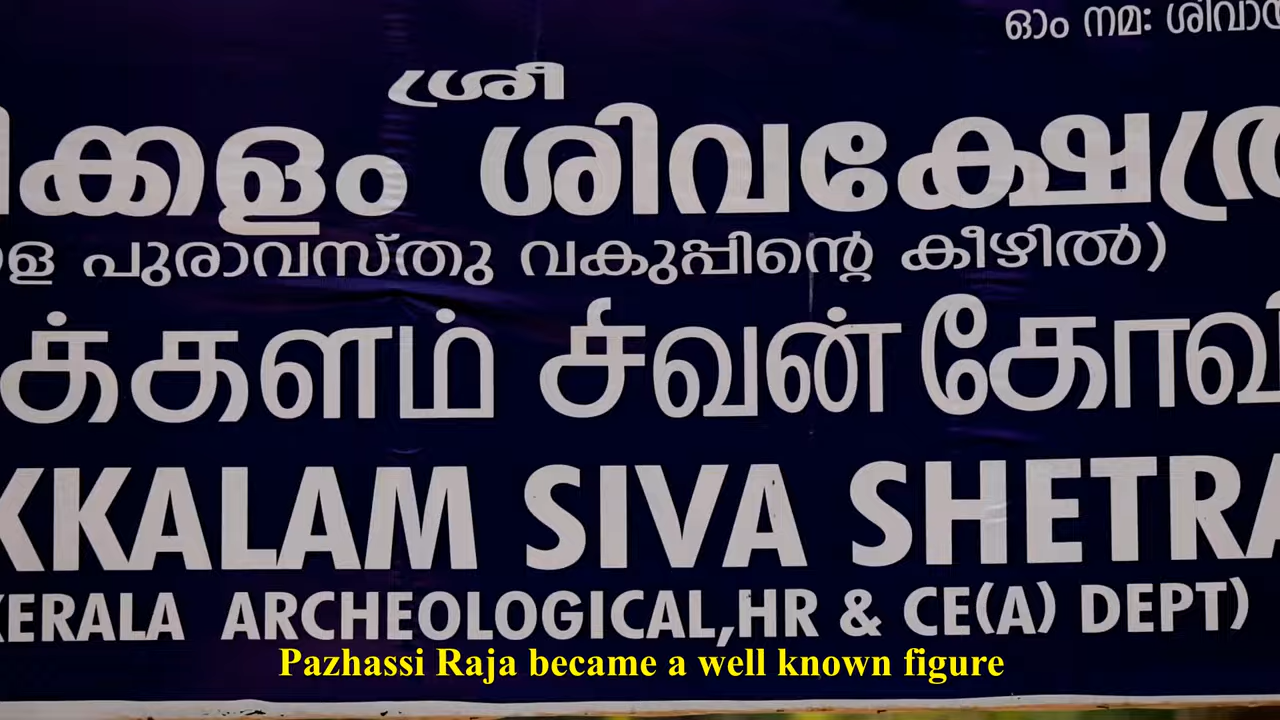 ഓം നമഃ ശിവായ
ശ്രീ
ിക്കളം ശിവക്ഷേത്ര
ള പുരാവസ്തു വകുപ്പിന്റെ കീഴിൽ)
க்களம் சிவன் கோவி
KKALAM SIVA SHETRA
KERALA ARCHEOLOGICAL,HR & CE(A) DEPT)
Pazhassi Raja became a well known figure